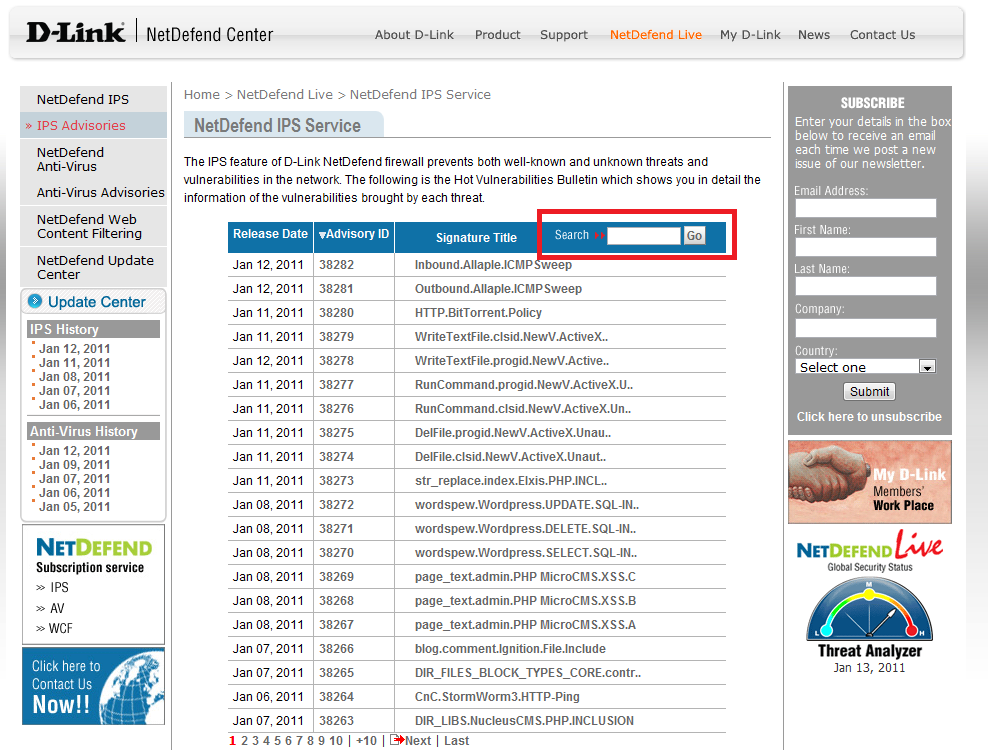 D-Link NetDefend Center
About D-Link Product Support NetDefend Live My D-Link News Contact Us
NetDefend IPS
» IPS Advisories
NetDefend
Anti-Virus
Anti-Virus Advisories
NetDefend Web
Content Filtering
NetDefend Update
Center
Update Center
IPS History
Jan 12, 2011
Jan 11, 2011
Jan 08, 2011
Jan 07, 2011
Jan 06, 2011
Anti-Virus History
Jan 12, 2011
Jan 09, 2011
Jan 07, 2011
Jan 06, 2011
Jan 05, 2011
NETDEFEND
Subscription service
>> IPS
>> AV
>> WCF
Click here to
Contact Us
Now!!
Home > NetDefend Live > NetDefend IPS Service
NetDefend IPS Service
The IPS feature of D-Link NetDefend firewall prevents both well-known and unknown threats and
vulnerabilities in the network. The following is the Hot Vulnerabilities Bulletin which shows you in detail the
information of the vulnerabilities brought by each threat.
Release Date ▼Advisory ID Signature Title Search Go
Jan 12, 2011 38282 Inbound.Allaple.ICMPSweep
Jan 12, 2011 38281 Outbound.Allaple.ICMPSweep
Jan 11, 2011 38280 HTTP.BitTorrent.Policy
Jan 11, 2011 38279 WriteTextFile.clsid.NewV.ActiveX..
Jan 12, 2011 38278 WriteTextFile.progid.NewV.Active..
Jan 11, 2011 38277 RunCommand.progid.NewV.ActiveX.U..
Jan 11, 2011 38276 RunCommand.clsid.NewV.ActiveX.Un..
Jan 11, 2011 38275 DelFile.progid.NewV.ActiveX.Unau..
Jan 11, 2011 38274 DelFile.clsid.NewV.ActiveX.Unaut..
Jan 11, 2011 38273 str_replace.index.Elxis.PHP.INCL..
Jan 08, 2011 38272 wordspew.Wordpress.UPDATE.SQL-IN..
Jan 08, 2011 38271 wordspew.Wordpress.DELETE.SQL-IN..
Jan 08, 2011 38270 wordspew.Wordpress.SELECT.SQL-IN..
Jan 08, 2011 38269 page_text.admin.PHP MicroCMS.XSS.C
Jan 08, 2011 38268 page_text.admin.PHP MicroCMS.XSS.B
Jan 08, 2011 38267 page_text.admin.PHP MicroCMS.XSS.A
Jan 07, 2011 38266 blog.comment.Ignition.File.Include
Jan 07, 2011 38265 DIR_FILES_BLOCK_TYPES_CORE.contr..
Jan 06, 2011 38264 CnC.StormWorm3.HTTP-Ping
Jan 07, 2011 38263 DIR_LIBS.NucleusCMS.PHP.INCLUSION
1 2 3 4 5 6 7 8 9 10 | +10 | Next | Last
SUBSCRIBE
Enter your details in the box
below to receive an email
each time we post a new
issue of our newsletter.
Email Address:
First Name:
Last Name:
Company:
Country:
Select one
Submit
Click here to unsubscribe
My D-Link
Members'
Work Place
NETDEFEND Live
Global Security Status
L M H
Threat Analyzer
Jan 13, 2011